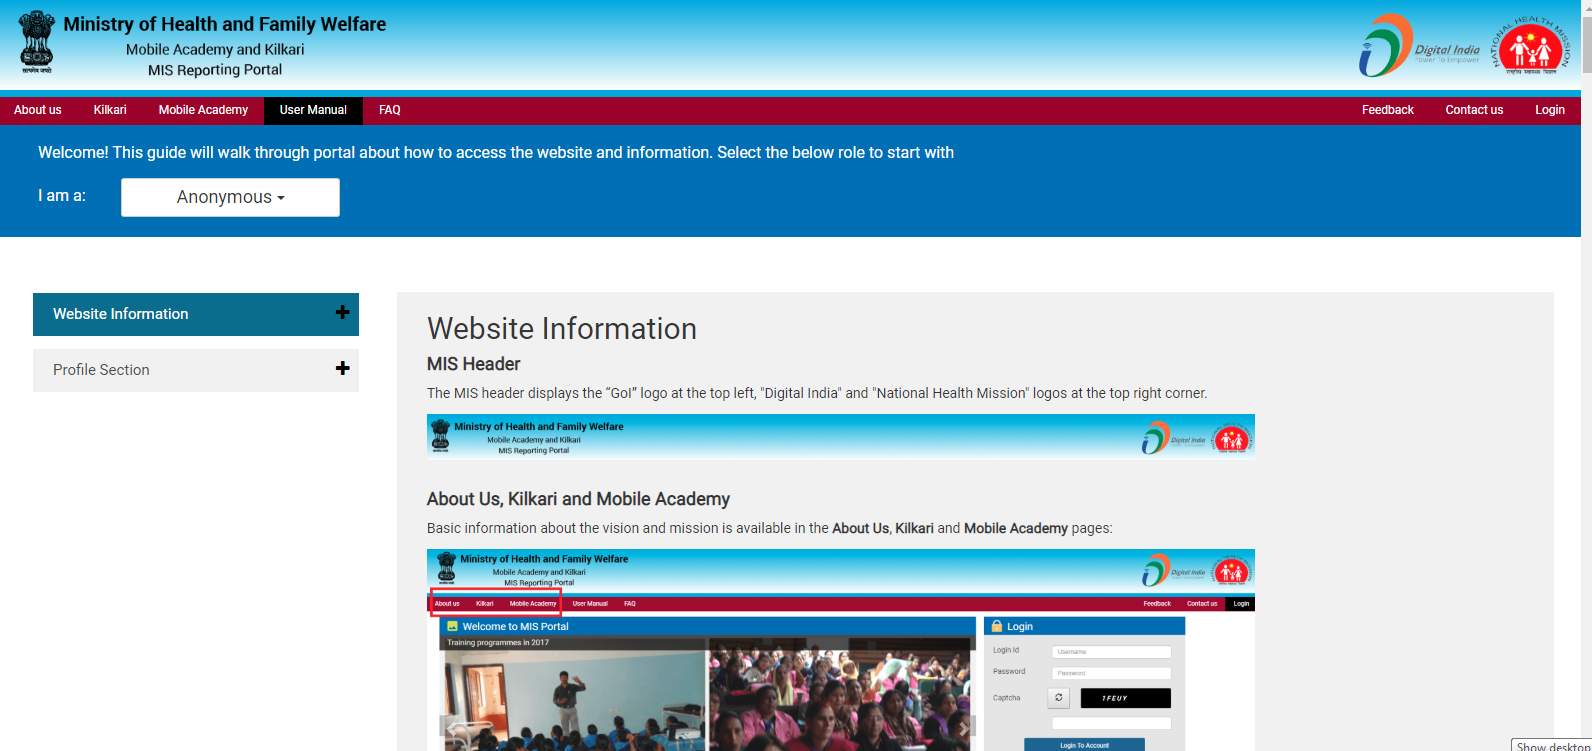 Ministry of Health and Family Welfare
Mobile Academy and Kilkari
MIS Reporting Portal
सत्यमेव जयते
Digital India
Power To Empower
NATIONAL HEALTH MISSION
राष्ट्रीय स्वास्थ्य मिशन
About us
Kilkari
Mobile Academy
User Manual
FAQ
Feedback
Contact us
Login
Welcome! This guide will walk through portal about how to access the website and information. Select the below role to start with
I am a:
Anonymous
Website Information
Profile Section
Website Information
MIS Header
The MIS header displays the “GoI” logo at the top left, "Digital India" and "National Health Mission" logos at the top right corner.
Ministry of Health and Family Welfare
Mobile Academy and Kilkari
MIS Reporting Portal
Digital India
About Us, Kilkari and Mobile Academy
Basic information about the vision and mission is available in the About Us, Kilkari and Mobile Academy pages:
Ministry of Health and Family Welfare
Mobile Academy and Kilkari
MIS Reporting Portal
Digital India
About us
Kilkari
Mobile Academy
User Manual
FAQ
Feedback
Contact us
Login
Welcome to MIS Portal
Training programmes in 2017
Login
Login Id
Username
Password
Password
Captcha
1FEUY
Login To Account
Show desktop